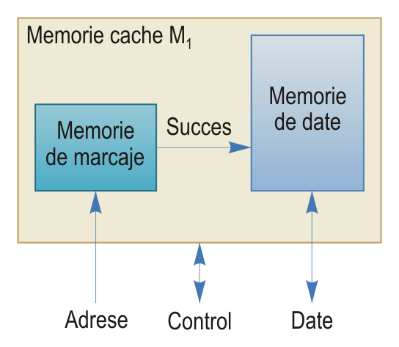 Memorie cache M1
Memorie
de date
Memorie
de marcaje
Succes
Adrese
Control
Date